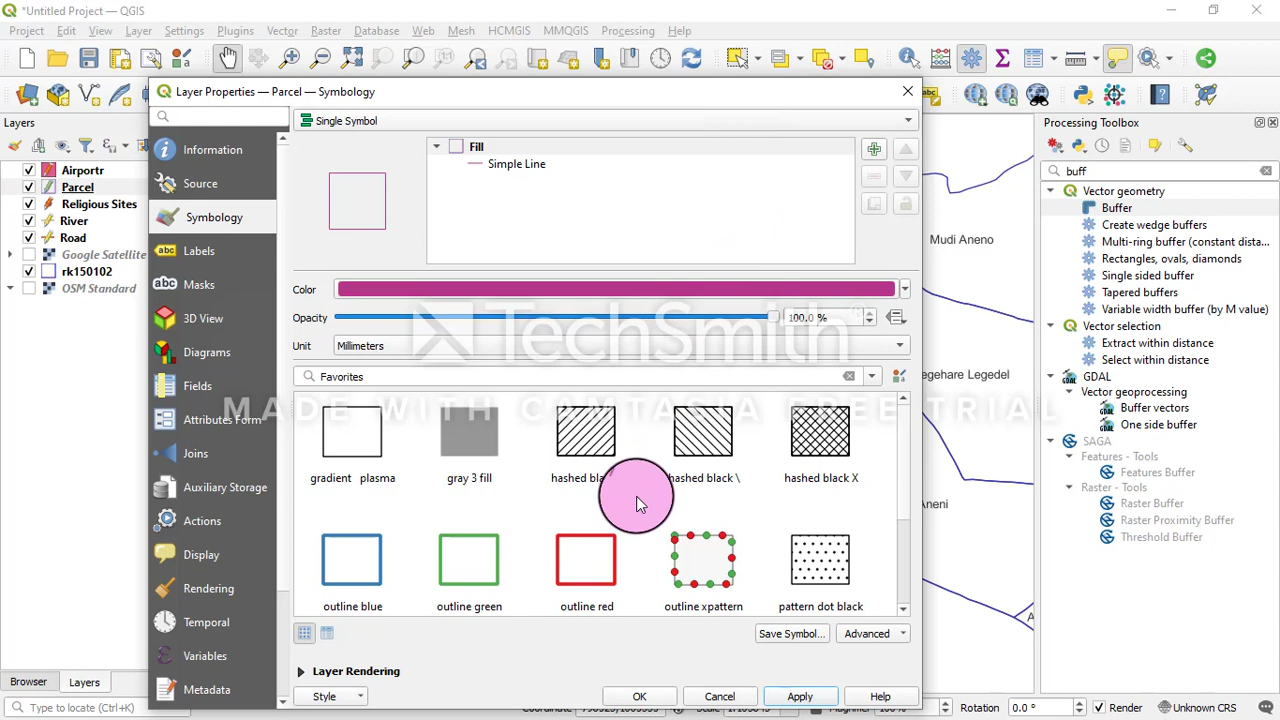 *Untitled Project — QGIS
Project Edit View Layer Settings Plugins Vector Raster Database Web Mesh HCMGIS MMQGIS Processing Help
Layers
Airportr
Parcel
Religious Sites
River
Road
Google Satellite
rk150102
OSM Standard
Browser Layers
Type to locate (Ctrl+K)
Layer Properties — Parcel — Symbology
Information
Source
Symbology
Labels
Masks
3D View
Diagrams
Fields
Attributes Form
Joins
Auxiliary Storage
Actions
Display
Rendering
Temporal
Variables
Metadata
Single Symbol
Fill
Simple Line
Color
Opacity 100,0 %
Unit Millimeters
TechSmith
MADE WITH CAMTASIA FREE TRIAL
Favorites
gradient plasma gray 3 fill hashed black / hashed black \ hashed black X
outline blue outline green outline red outline xpattern pattern dot black
Save Symbol... Advanced
Layer Rendering
Style OK Cancel Apply Help
Mudi Aneno
egehare Legedel
Aneni
Processing Toolbox
buff
Vector geometry
Buffer
Create wedge buffers
Multi-ring buffer (constant dista...
Rectangles, ovals, diamonds
Single sided buffer
Tapered buffers
Variable width buffer (by M value)
Vector selection
Extract within distance
Select within distance
GDAL
Vector geoprocessing
Buffer vectors
One side buffer
SAGA
Features - Tools
Features Buffer
Raster - Tools
Raster Buffer
Raster Proximity Buffer
Threshold Buffer
Rotation 0.0 ° Render Unknown CRS